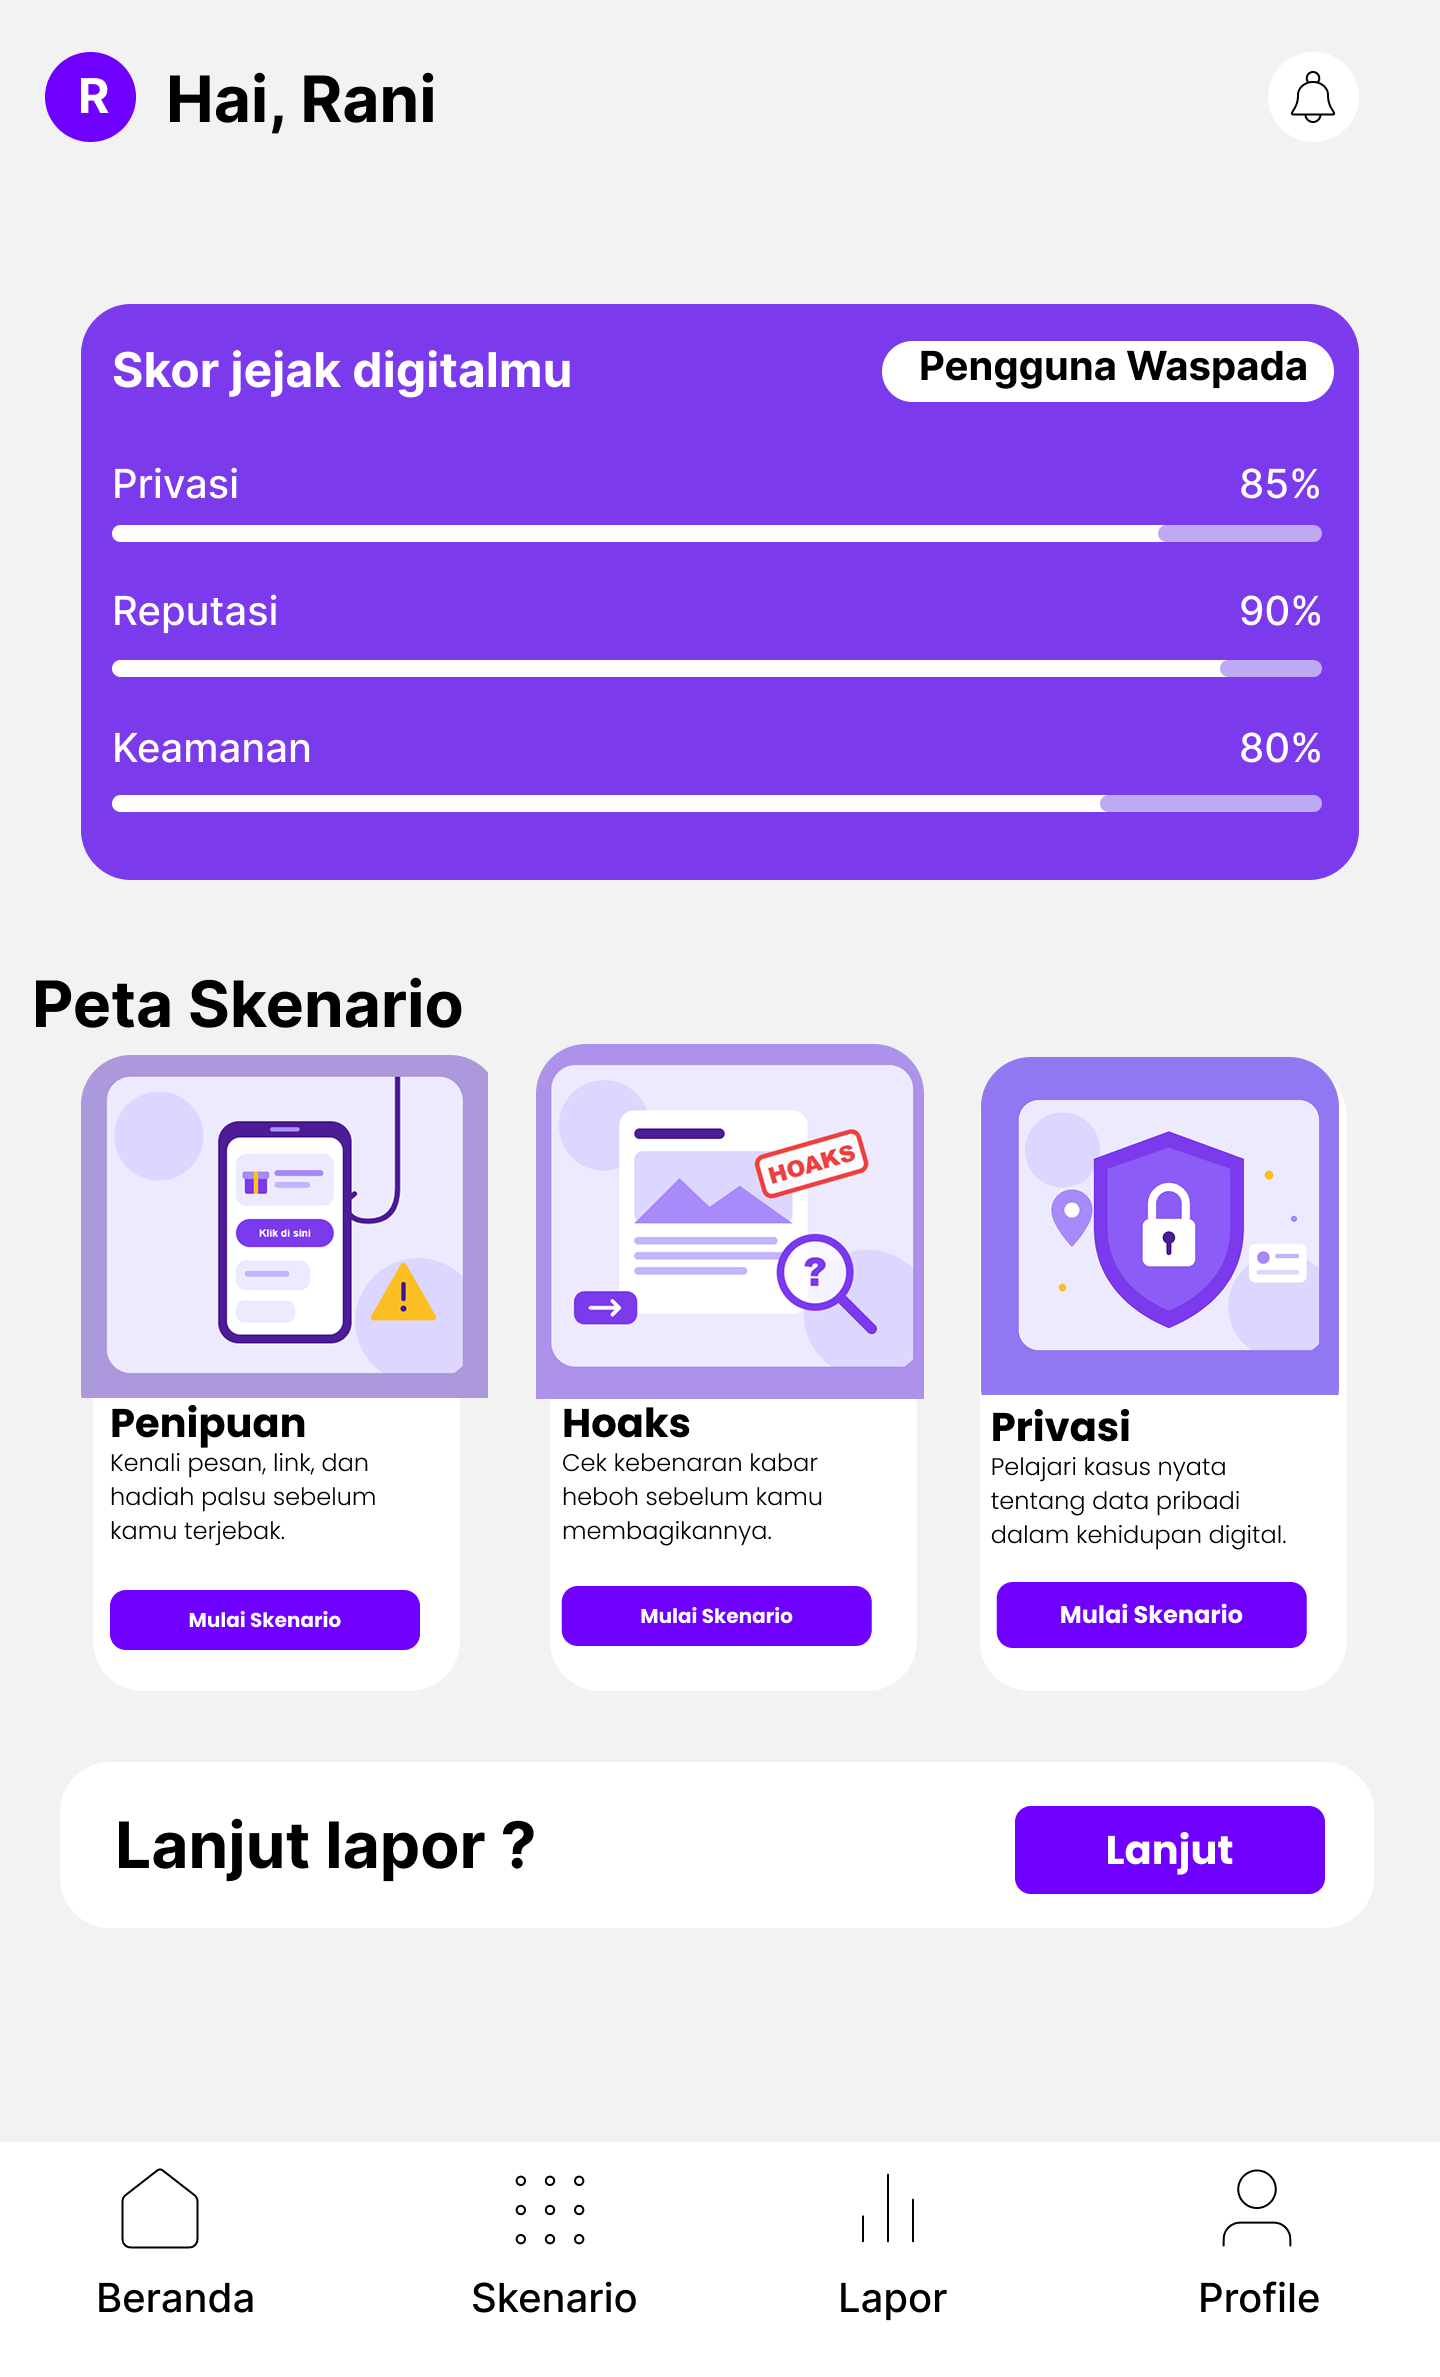 R
Hai, Rani
Skor jejak digitalmu
Pengguna Waspada
Privasi
85%
Reputasi
90%
Keamanan
80%
Peta Skenario
Klik di sini
HOAKS
?
Penipuan
Kenali pesan, link, dan
hadiah palsu sebelum
kamu terjebak.
Mulai Skenario
Hoaks
Cek kebenaran kabar
heboh sebelum kamu
membagikannya.
Mulai Skenario
Privasi
Pelajari kasus nyata
tentang data pribadi
dalam kehidupan digital.
Mulai Skenario
Lanjut lapor ?
Lanjut
Beranda
Skenario
Lapor
Profile